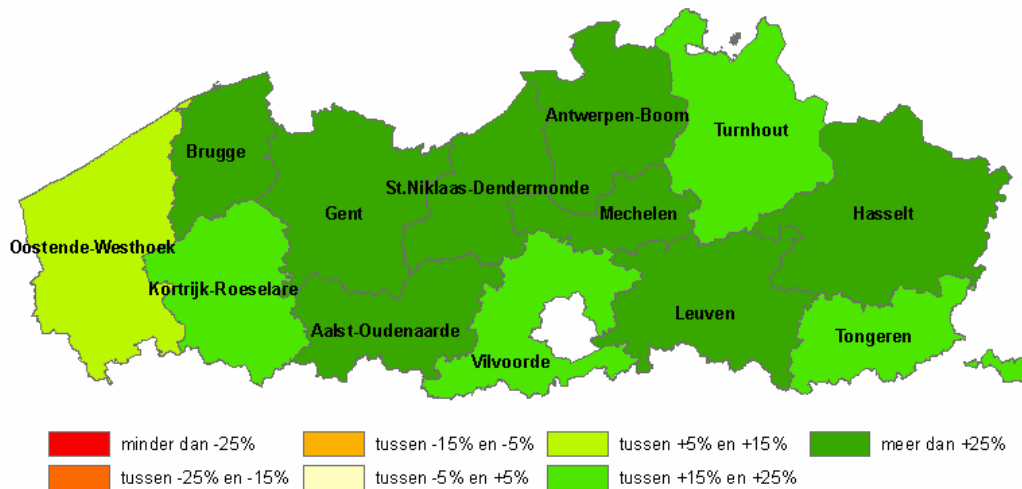 Antwerpen-Boom
Turnhout
Brugge
St.Niklaas-Dendermonde
Gent
Mechelen
Hasselt
Oostende-Westhoek
Kortrijk-Roeselare
Leuven
Aalst-Oudenaarde
Tongeren
Vilvoorde
minder dan -25%
tussen -15% en -5%
tussen +5% en +15%
meer dan +25%
tussen -25% en -15%
tussen -5% en +5%
tussen +15% en +25%